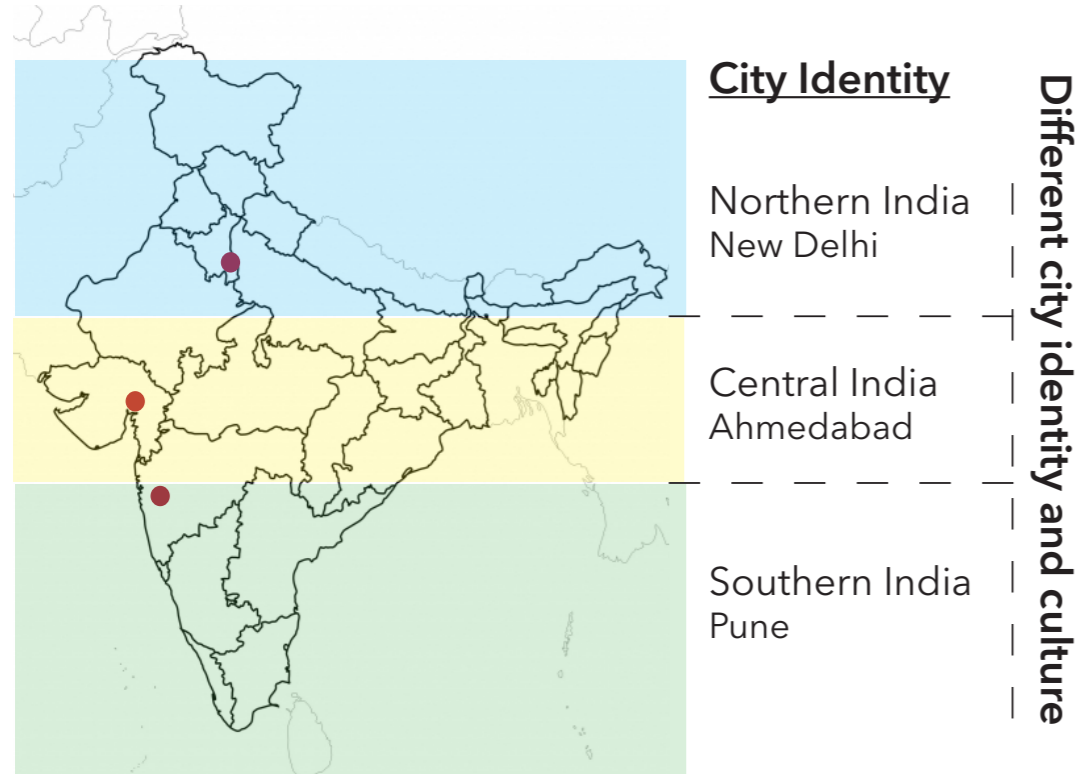 City Identity
Northern India
New Delhi
Central India
Ahmedabad
Southern India
Pune
Different city identity and culture